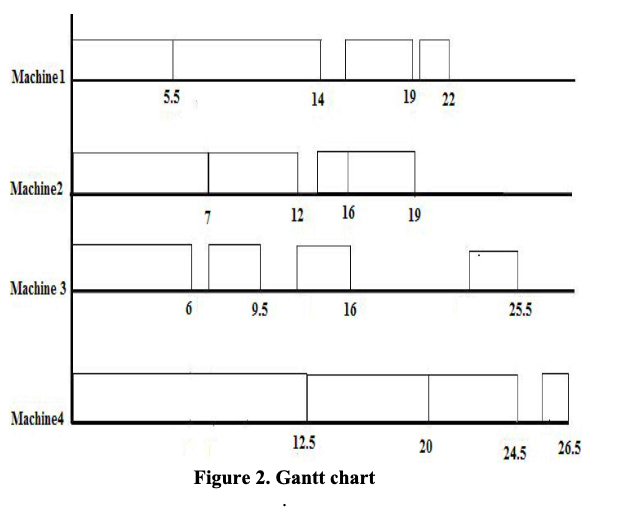 Machine1
5.5 14 19 22
Machine2
7 12 16 19
Machine 3
6 9.5 16 25.5
Machine4
12.5 20 24.5 26.5
Figure 2. Gantt chart
.